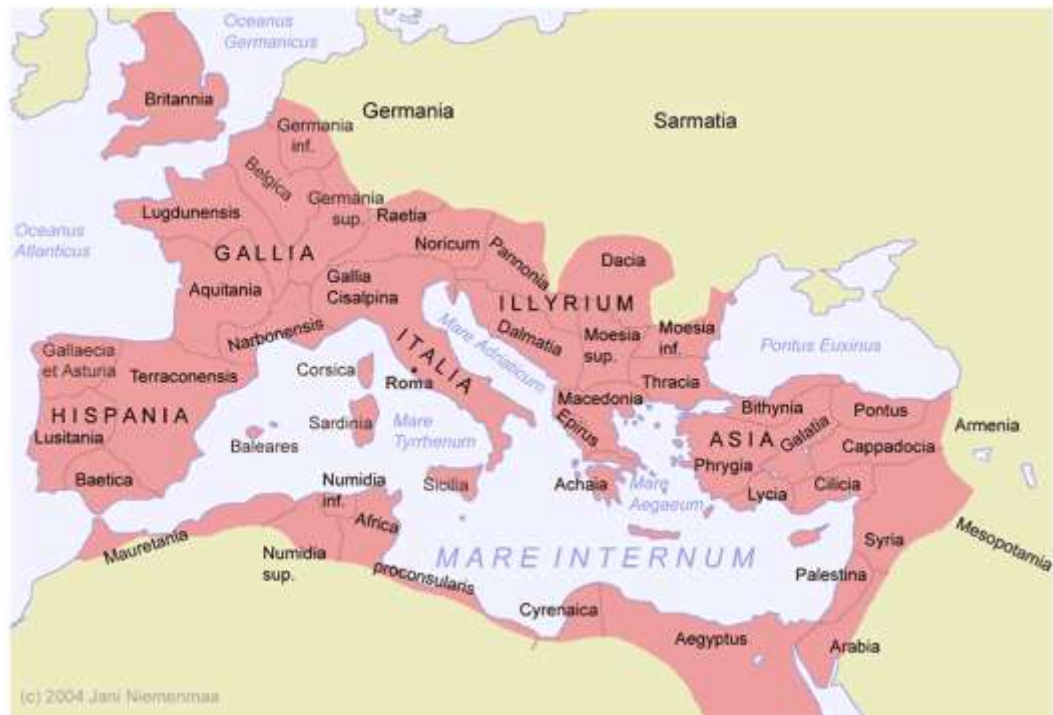 Oceanus
Germanicus
Britannia
Germania
Sarmatia
Germania
inf.
Belgica
Germania
sup.
Raetia
Lugdunensis
Oceanus
Atlanticus
Noricum
Pannonia
Dacia
GALLIA
Gallia
Cisalpina
Aquitania
ILLYRIUM
Narbonensis
Mare Adriaticum
Dalmatia
Moesia
sup.
Moesia
inf.
Pontus Euxinus
Gallaecia
et Asturia
Terraconensis
Corsica
ITALIA
Roma
Thracia
Macedonia
HISPANIA
Sardinia
Mare
Tyrrhenum
Epirus
Bithynia
Pontus
Armenia
Lusitania
Baleares
ASIA
Galatia
Cappadocia
Phrygia
Baetica
Numidia
inf.
Sicilia
Achaia
Mare
Aegaeum
Lycia
Cilicia
Mauretania
Africa
proconsularis
Numidia
sup.
MARE INTERNUM
Syria
Mesopotamia
Palestina
Cyrenaica
Aegyptus
Arabia
(c) 2004 Jani Niemenmaa